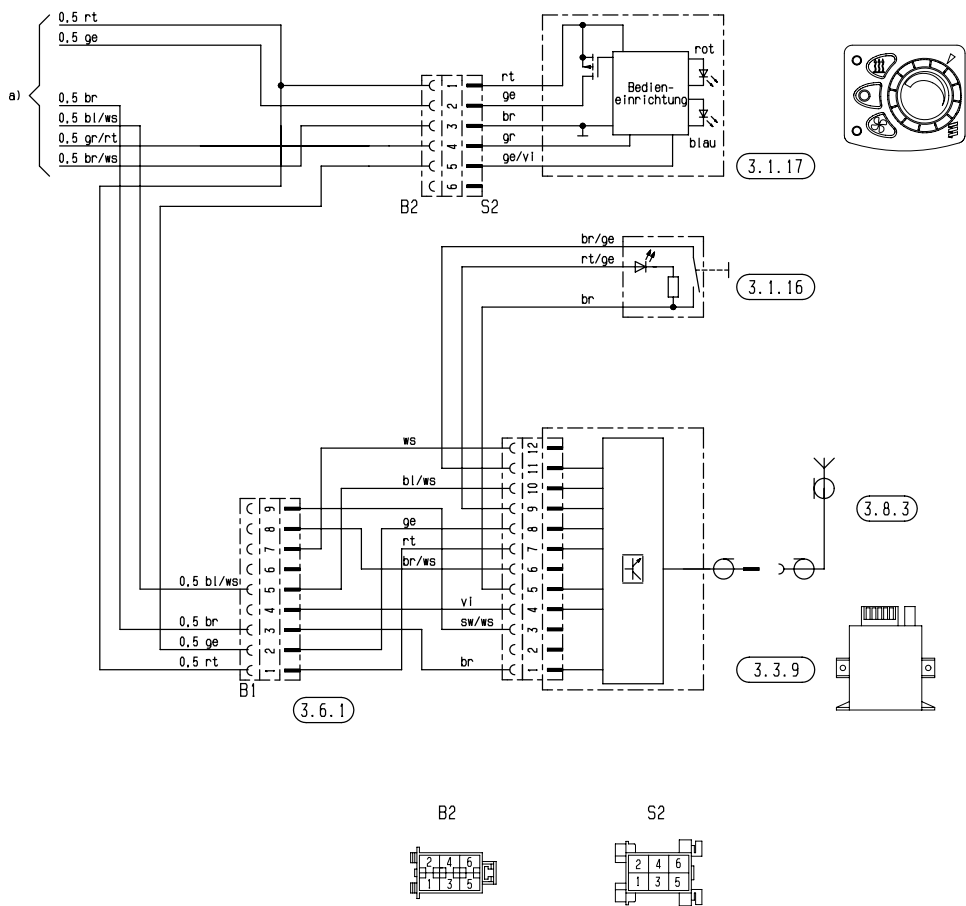 0,5 rt
0,5 ge
a)
0,5 br
0,5 bl/ws
0,5 gr/rt
0,5 br/ws
rt
ge
br
gr
ge/vi
1
2
3
4
5
6
B2
S2
Bedien-
einrichtung
rot
blau
3.1.17
br/ge
rt/ge
br
3.1.16
ws
bl/ws
ge
rt
br/ws
vi
sw/ws
br
12
11
10
9
8
7
6
5
4
3
2
1
9
8
7
6
5
4
3
2
1
0,5 bl/ws
0,5 br
0,5 ge
0,5 rt
B1
3.6.1
3.8.3
3.3.9
B2
S2
2 4 6
1 3 5
2 4 6
1 3 5